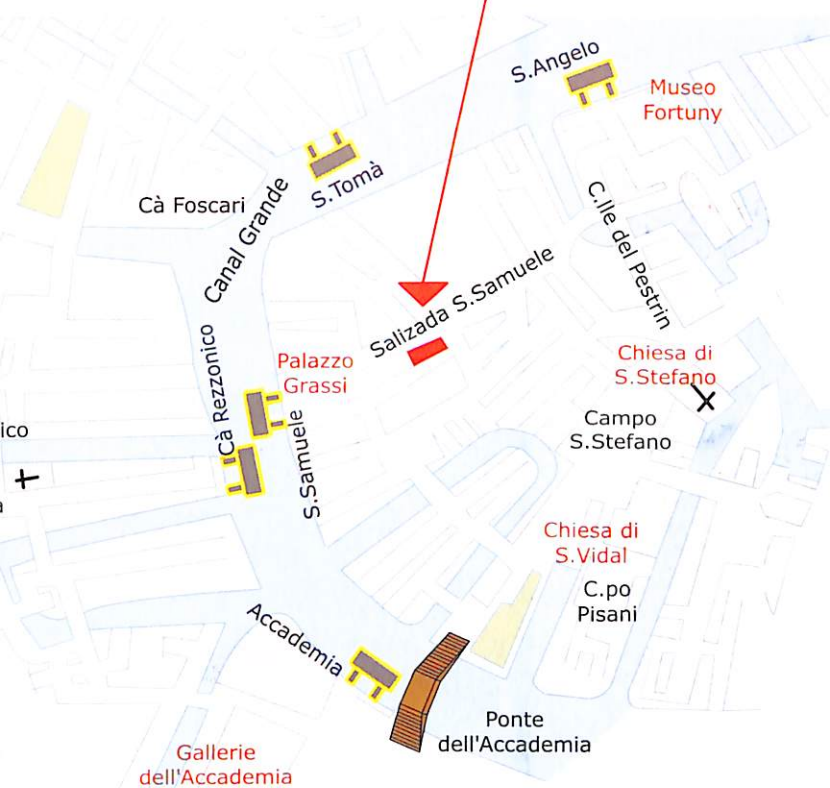 S.Angelo
Museo
Fortuny
S.Tomà
Cà Foscari
Canal Grande
C.lle del Pestrin
Salizada S.Samuele
Palazzo
Grassi
Cà Rezzonico
S.Samuele
Chiesa di
S.Stefano
Campo
S.Stefano
ico
a
Chiesa di
S.Vidal
C.po
Pisani
Accademia
Ponte
dell'Accademia
Gallerie
dell'Accademia